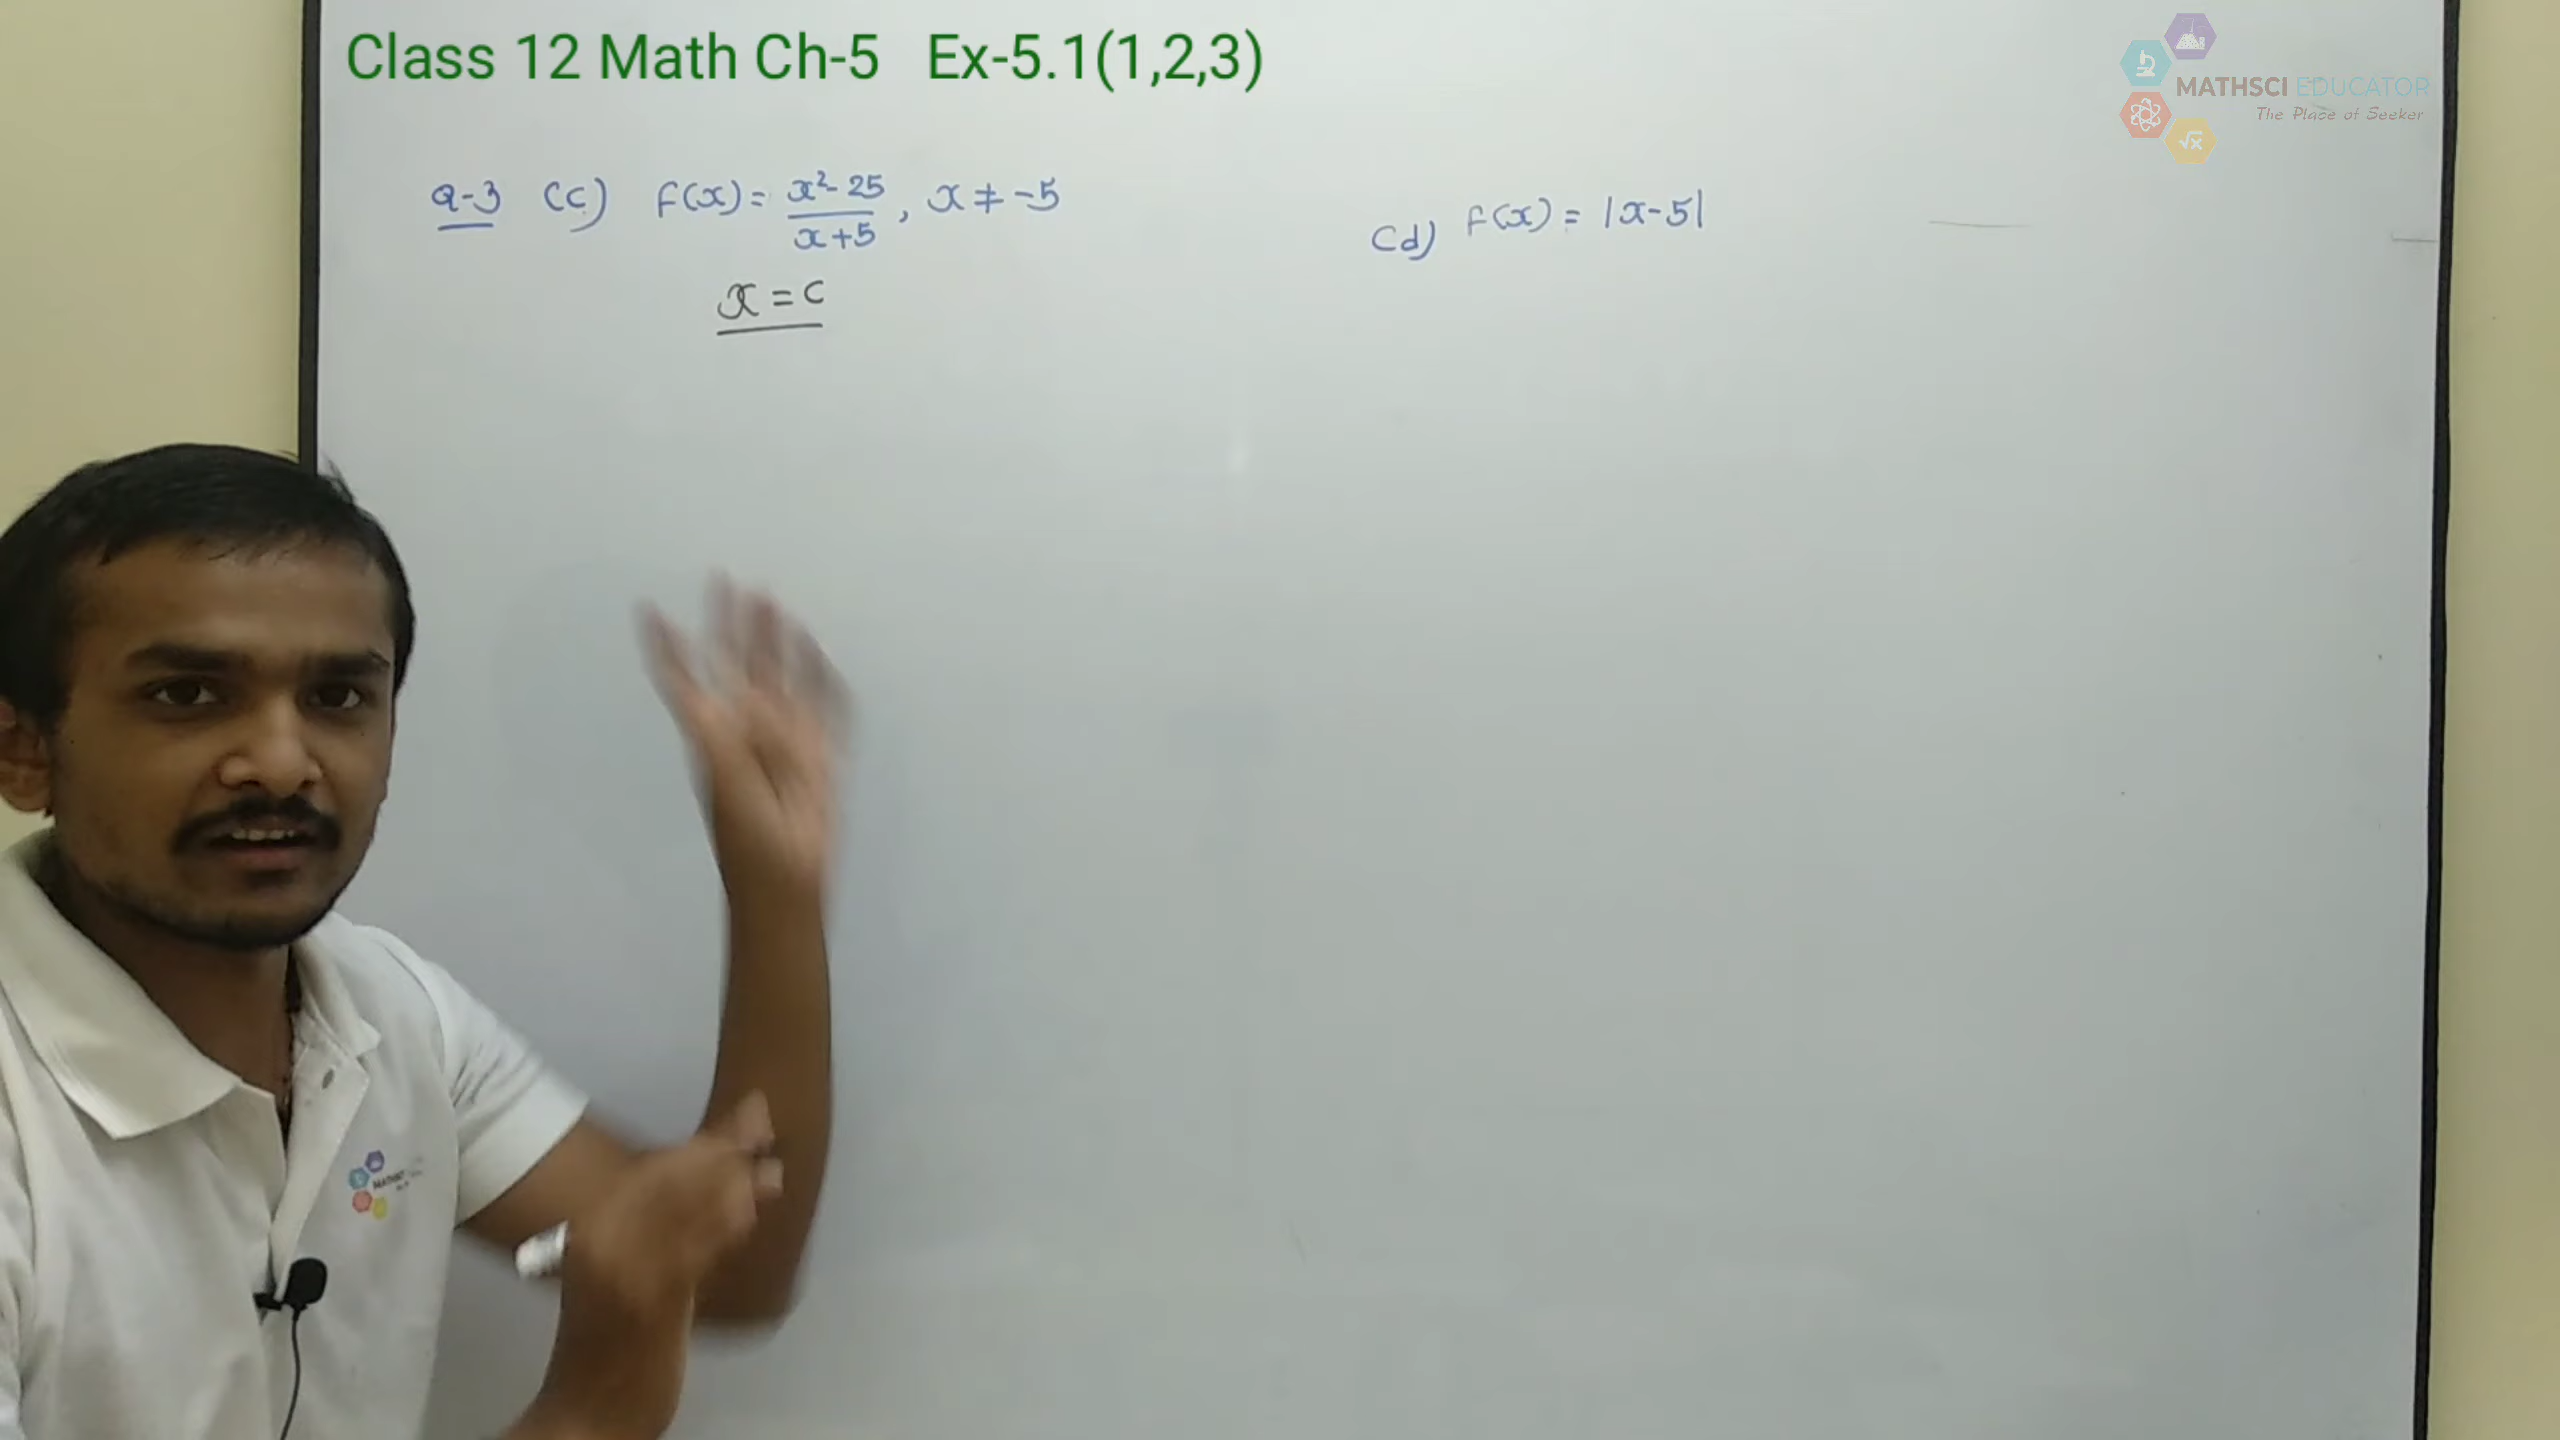 Class 12 Math Ch-5 Ex-5.1(1,2,3)
MATHSCI EDUCATOR
The Place of Seeker
Q-3 (c) f(x) = x²-25 / x+5 , x ≠ -5
x = c
(d) f(x) = |x-5|